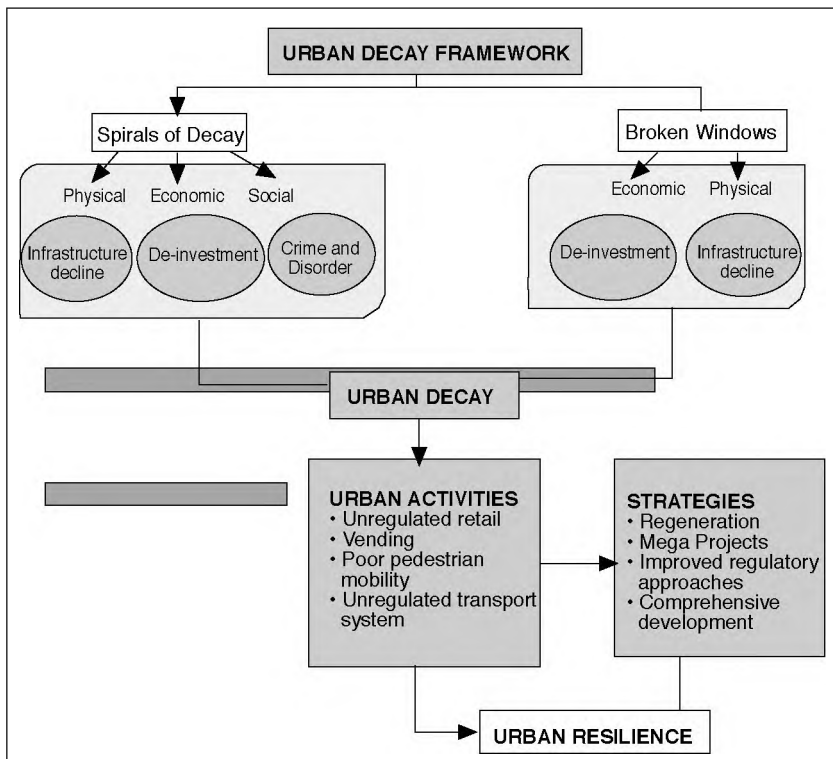 URBAN DECAY FRAMEWORK
Spirals of Decay
Broken Windows
Physical Economic Social
Infrastructure
decline
De-investment
Crime and
Disorder
Economic Physical
De-investment
Infrastructure
decline
URBAN DECAY
URBAN ACTIVITIES
• Unregulated retail
• Vending
• Poor pedestrian
mobility
• Unregulated transport
system
STRATEGIES
• Regeneration
• Mega Projects
• Improved regulatory
approaches
• Comprehensive
development
URBAN RESILIENCE